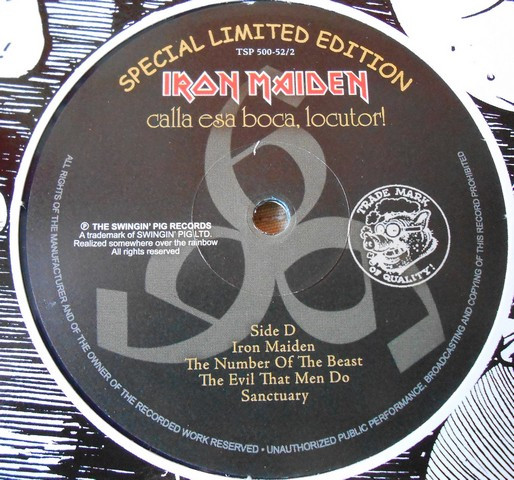 SPECIAL LIMITED EDITION
TSP 500-52/2
IRON MAIDEN
calla esa boca, locutor!
℗ THE SWINGIN' PIG RECORDS
A trademark of SWINGIN' PIG LTD.
Realized somewhere over the rainbow
All rights reserved
TRADE MARK
OF QUALITY!
Side D
Iron Maiden
The Number Of The Beast
The Evil That Men Do
Sanctuary
ALL RIGHTS OF THE MANUFACTURER AND OF THE OWNER OF THE RECORDED WORK RESERVED • UNAUTHORIZED PUBLIC PERFORMANCE, BROADCASTING AND COPYING OF THIS RECORD PROHIBITED